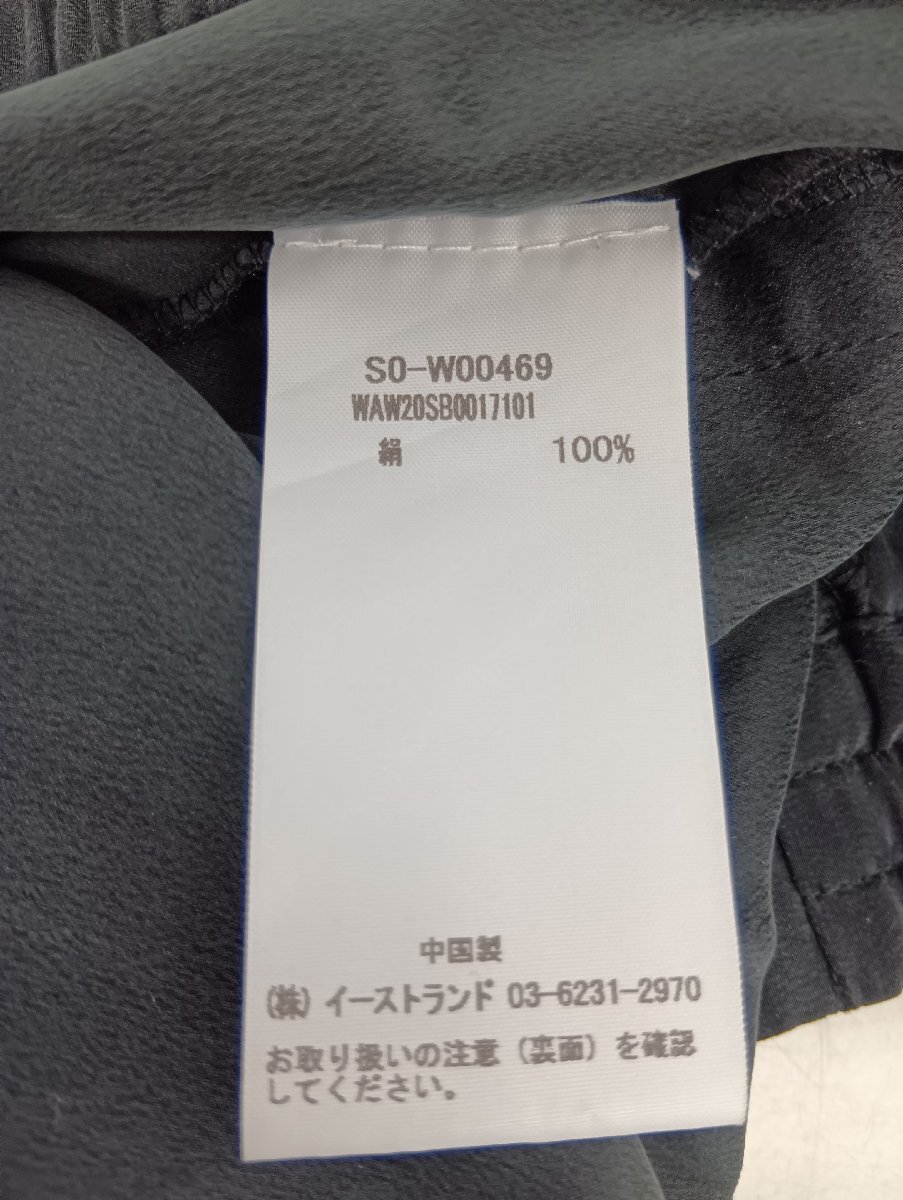 S0-W00469
WAW20SB0017101
絹 100%
中国製
(株) イーストランド 03-6231-2970
お取り扱いの注意（裏面）を確認
してください。